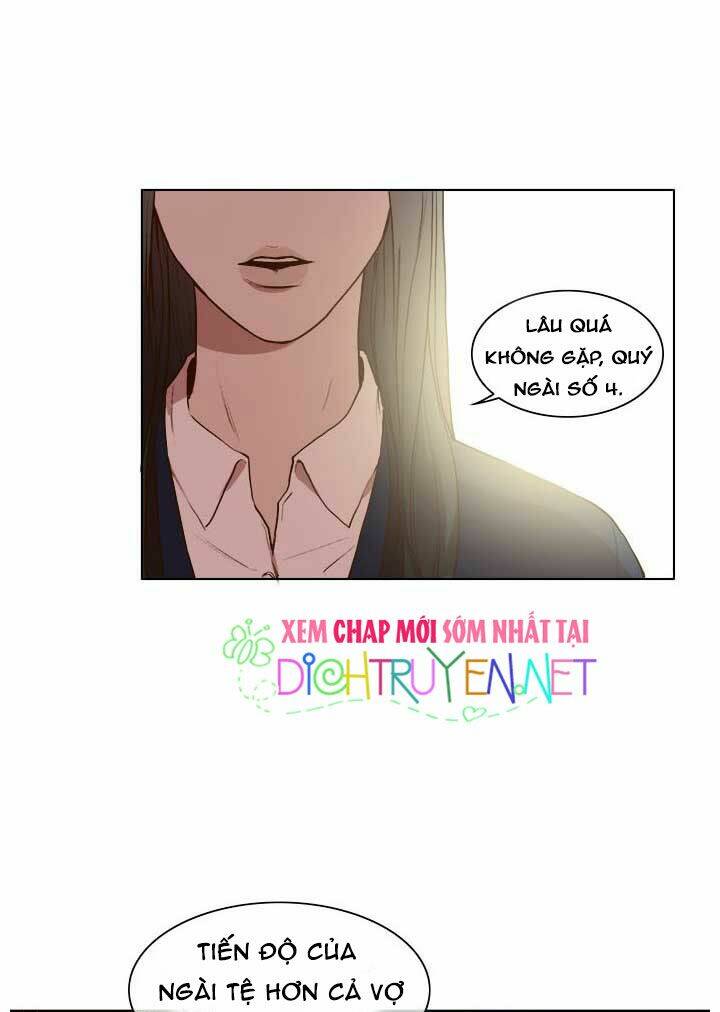 LÂU QUÁ
KHÔNG GẶP, QUÝ
NGÀI SỐ 4.
XEM CHAP MỚI SỚM NHẤT TẠI
DICHTRUYEN.NET
TIẾN ĐỘ CỦA
NGÀI TỆ HƠN CẢ VỢ